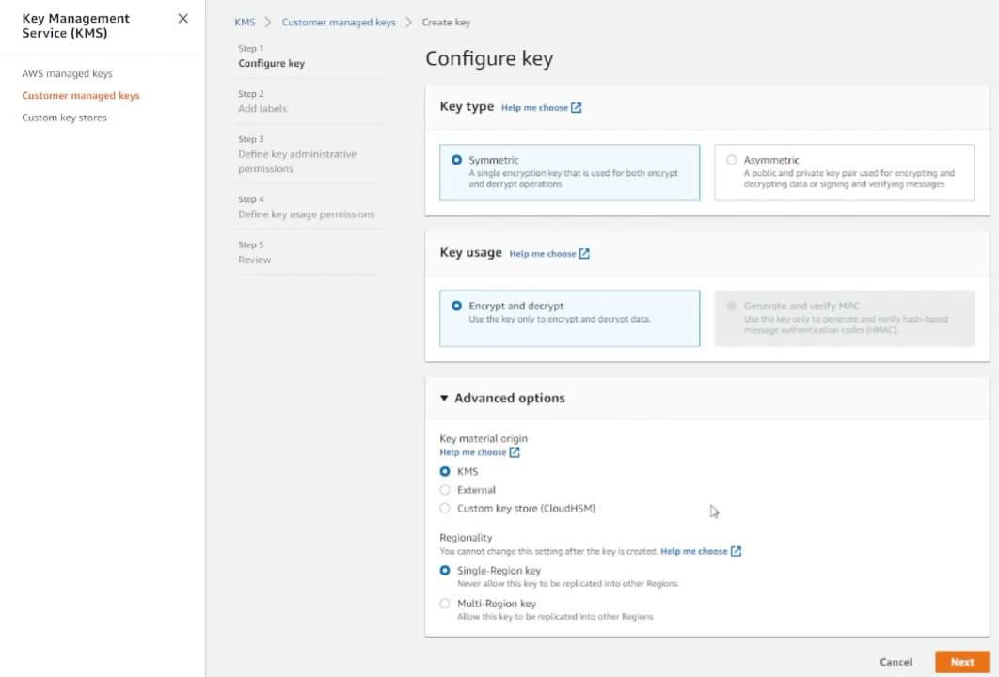 Key Management
Service (KMS)
AWS managed keys
Customer managed keys
Custom key stores
KMS > Customer managed keys > Create key
Step 1
Configure key
Step 2
Add labels
Step 3
Define key administrative
permissions
Step 4
Define key usage permissions
Step 5
Review
Configure key
Key type Help me choose
Symmetric
A single encryption key that is used for both encrypt
and decrypt operations
Asymmetric
A public and private key pair used for encrypting and
decrypting data or signing and verifying messages
Key usage Help me choose
Encrypt and decrypt
Use the key only to encrypt and decrypt data.
Generate and verify MAC
Use the key only to generate and verify hash-based
message authentication codes (HMAC).
Advanced options
Key material origin
Help me choose
KMS
External
Custom key store (CloudHSM)
Regionality
You cannot change this setting after the key is created. Help me choose
Single-Region key
Never allow this key to be replicated into other Regions
Multi-Region key
Allow this key to be replicated into other Regions
Cancel Next